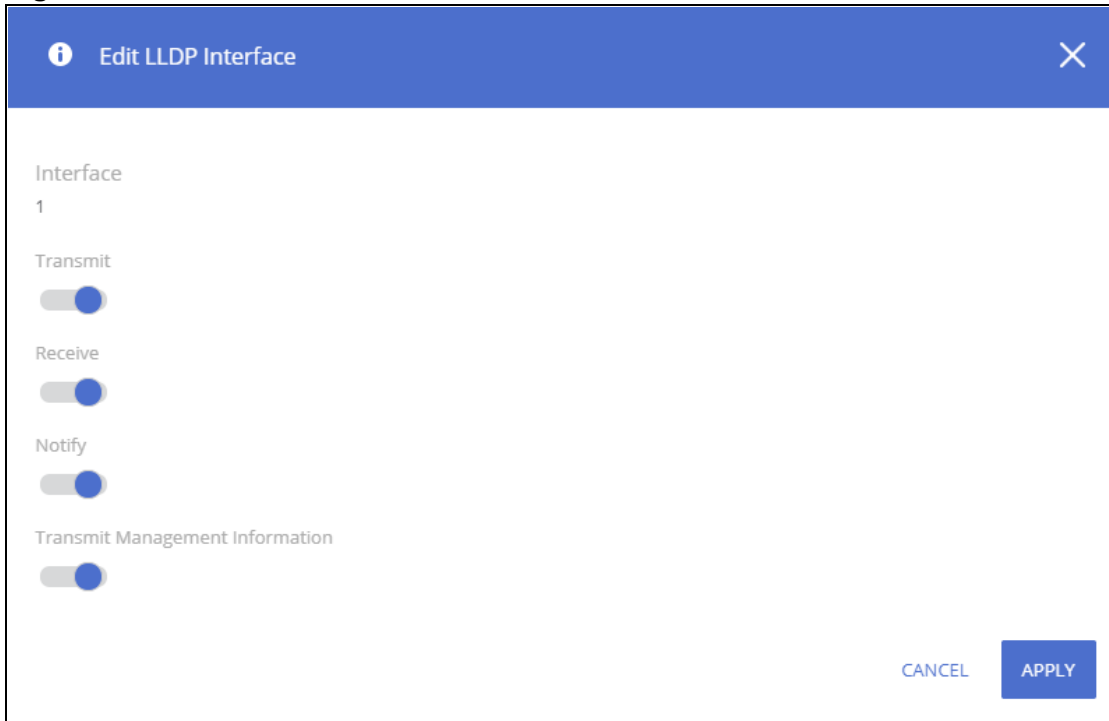 Edit LLDP Interface
Interface
1
Transmit
Receive
Notify
Transmit Management Information
CANCEL APPLY